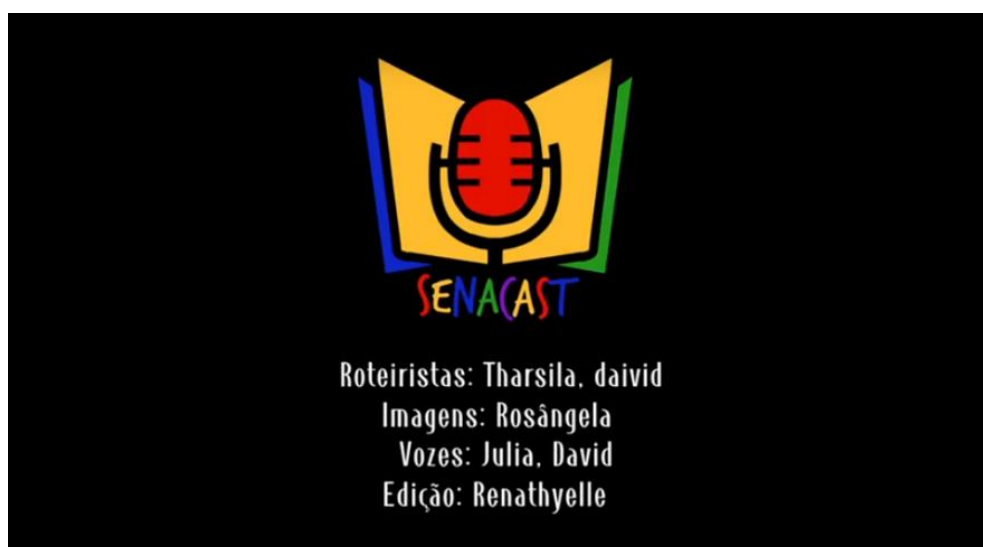 SENACAST
Roteiristas: Tharsila, daivid
Imagens: Rosângela
Vozes: Julia, David
Edição: Renathyelle